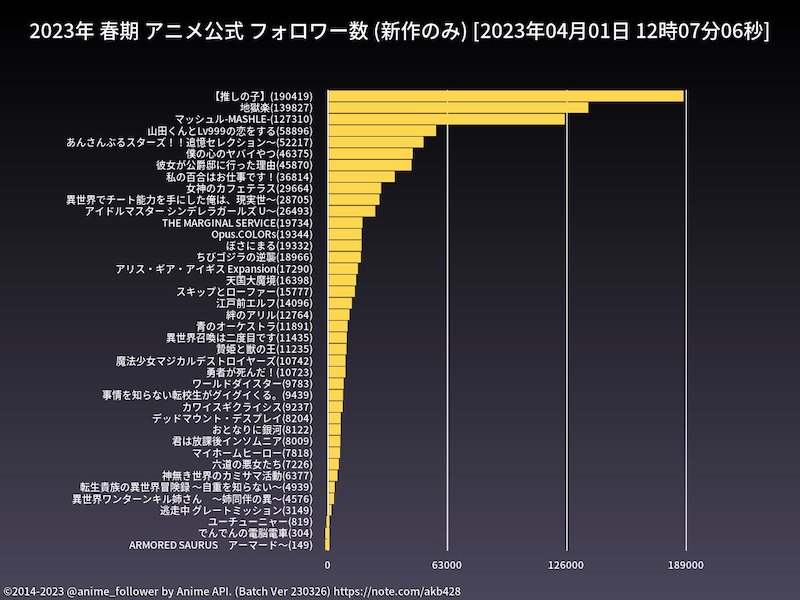 2023年 春期 アニメ公式 フォロワー数 (新作のみ) [2023年04月01日 12時07分06秒]
【推しの子】(190419)
地獄楽(139827)
マッシュル-MASHLE-(127310)
山田くんとLv999の恋をする(58896)
あんさんぶるスターズ！！追憶セレクション～(52217)
僕の心のヤバイやつ(46375)
彼女が公爵邸に行った理由(45870)
私の百合はお仕事です！(36814)
女神のカフェテラス(29664)
異世界でチート能力を手にした俺は、現実世～(28705)
アイドルマスター シンデレラガールズ U～(26493)
THE MARGINAL SERVICE(19734)
Opus.COLORs(19344)
ぼさにまる(19332)
ちびゴジラの逆襲(18966)
アリス・ギア・アイギス Expansion(17290)
天国大魔境(16398)
スキップとローファー(15777)
江戸前エルフ(14096)
絆のアリル(12764)
青のオーケストラ(11891)
異世界召喚は二度目です(11435)
贄姫と獣の王(11235)
魔法少女マジカルデストロイヤーズ(10742)
勇者が死んだ！(10723)
ワールドダイスター(9783)
事情を知らない転校生がグイグイくる。(9439)
カワイスギクライシス(9237)
デッドマウント・デスプレイ(8204)
おとなりに銀河(8122)
君は放課後インソムニア(8009)
マイホームヒーロー(7818)
六道の悪女たち(7226)
神無き世界のカミサマ活動(6377)
転生貴族の異世界冒険録 ～自重を知らない～(4939)
異世界ワンターンキル姉さん　～姉同伴の異～(4576)
逃走中 グレートミッション(3149)
ユーチューニャー(819)
でんでんの電脳電車(304)
ARMORED SAURUS　アーマード～(149)
0 63000 126000 189000
©2014-2023 @anime_follower by Anime API. (Batch Ver 230326) https://note.com/akb428